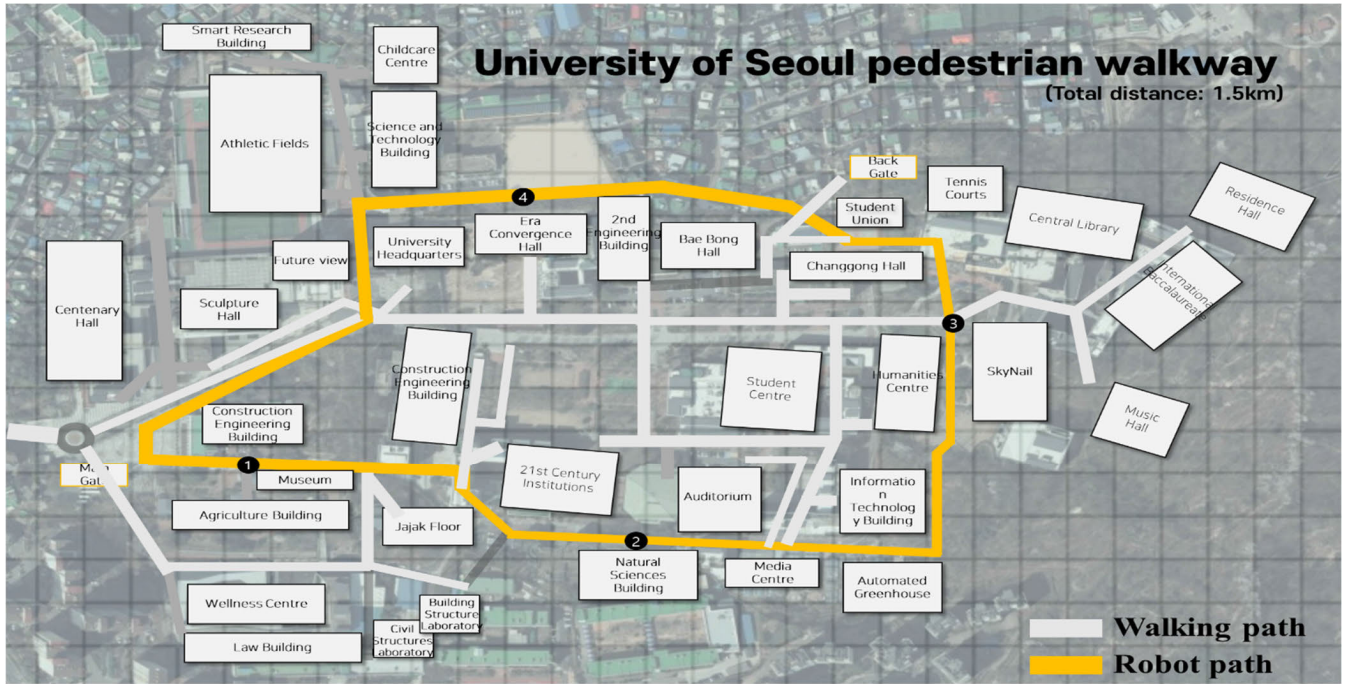 University of Seoul pedestrian walkway
(Total distance: 1.5km)
Smart Research
Building
Childcare
Centre
Athletic Fields
Science and
Technology
Building
Back
Gate
Tennis
Courts
Residence
Hall
Central Library
4
Era
Convergence
Hall
2nd
Engineering
Building
Bae Bong
Hall
Student
Union
University
Headquarters
Changgong Hall
Future view
International
Baccalaureate
Centenary
Hall
Sculpture
Hall
3
Construction
Engineering
Building
Student
Centre
Humanities
Centre
SkyNail
Music
Hall
Construction
Engineering
Building
Main
Gate
1
Museum
21st Century
Institutions
Auditorium
Informatio
n
Technolog
y Building
Agriculture Building
Jajak Floor
2
Natural
Sciences
Building
Media
Centre
Automated
Greenhouse
Wellness Centre
Building
Structure
Laboratory
Civil
Structures
Laboratory
Law Building
Walking path
Robot path